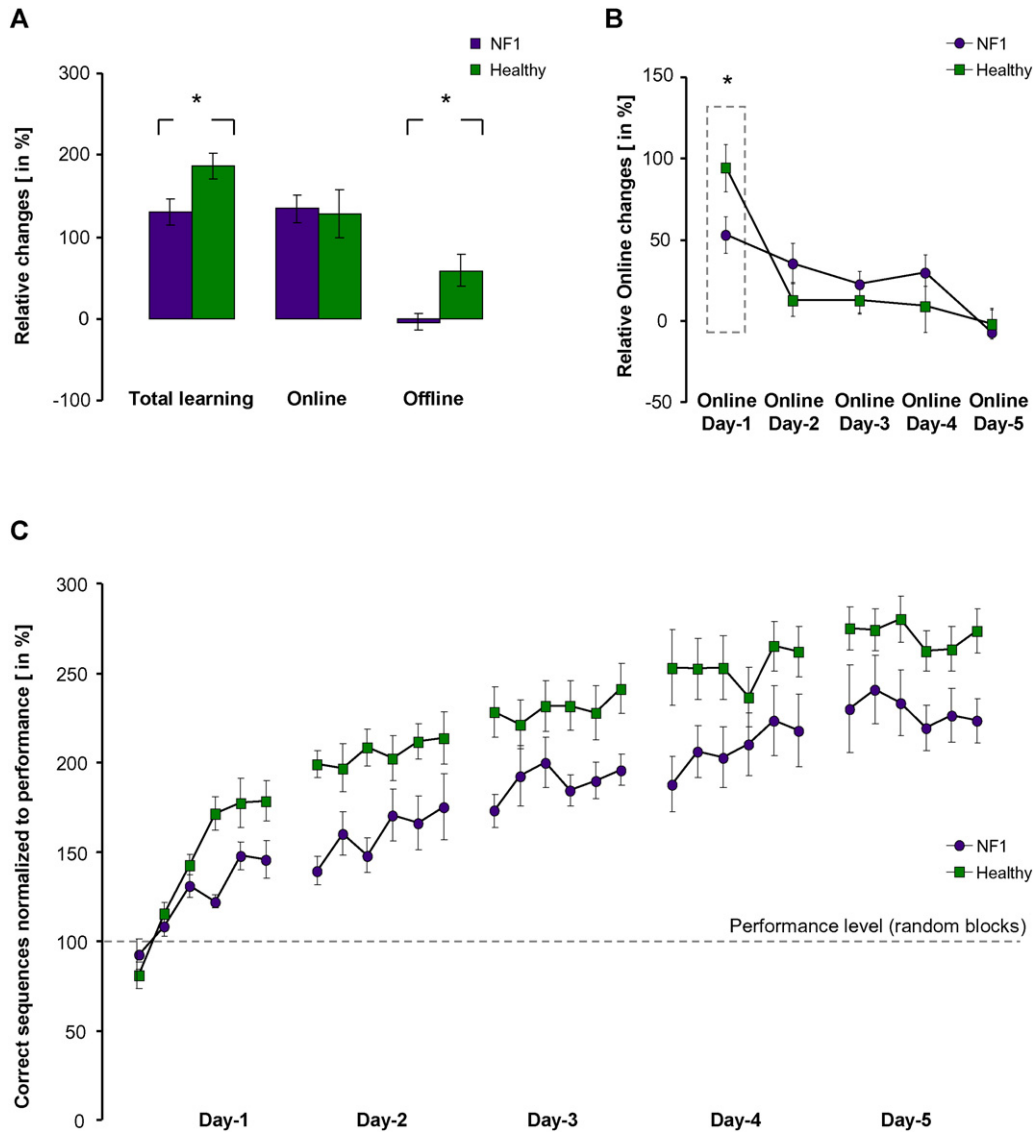 A
NF1
Healthy
300
200
100
0
-100
Relative changes [ in %]
*
*
Total learning
Online
Offline
B
NF1
Healthy
150
100
50
0
-50
Relative Online changes [ in %]
*
Online Online Online Online Online
Day-1 Day-2 Day-3 Day-4 Day-5
C
300
250
200
150
100
50
0
Correct sequences normalized to performance [ in %]
NF1
Healthy
Performance level (random blocks)
Day-1
Day-2
Day-3
Day-4
Day-5